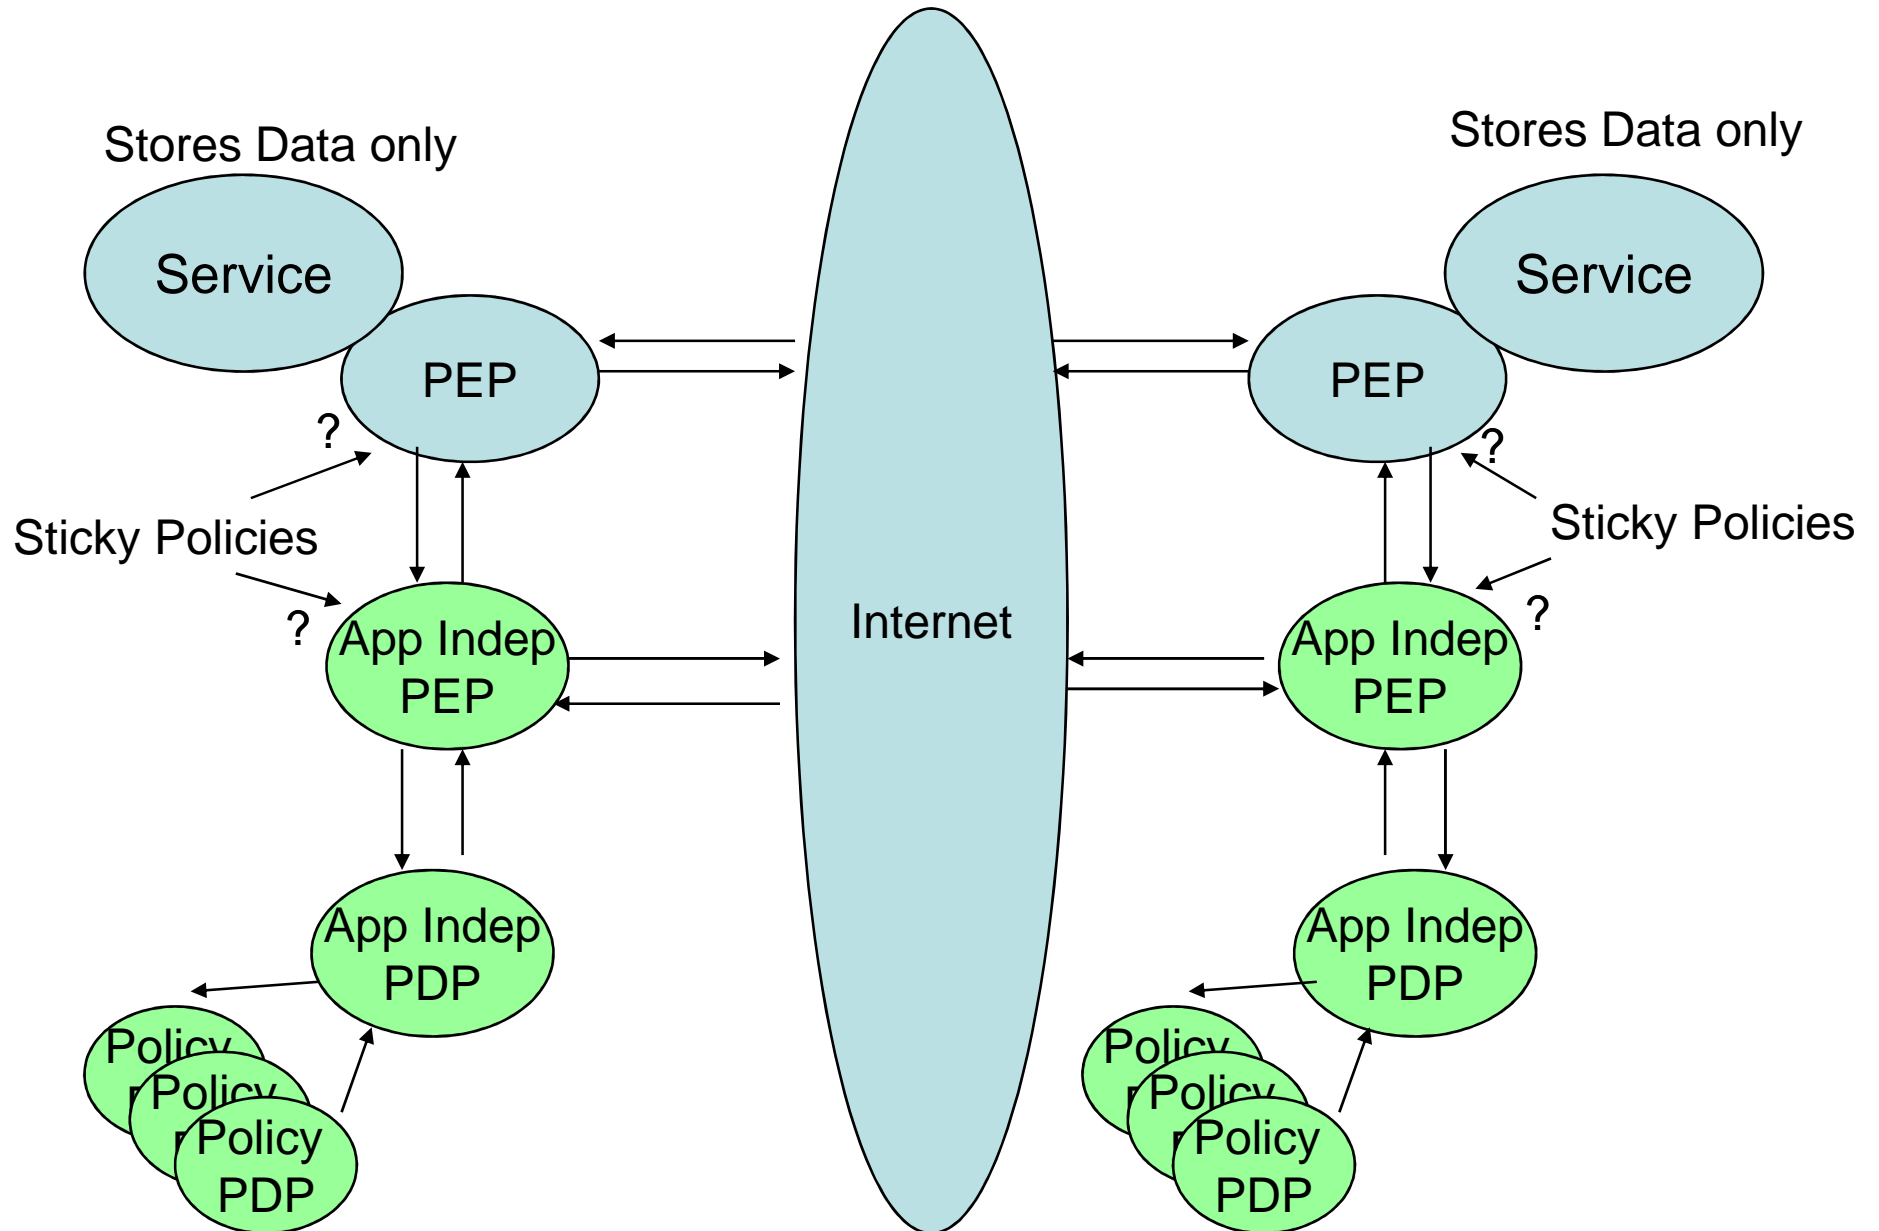 Stores Data only
Service
PEP
?
Sticky Policies
?
App Indep
PEP
App Indep
PDP
Policy
Policy
Policy
PDP
Internet
Stores Data only
Service
PEP
?
Sticky Policies
?
App Indep
PEP
App Indep
PDP
Policy
Policy
Policy
PDP